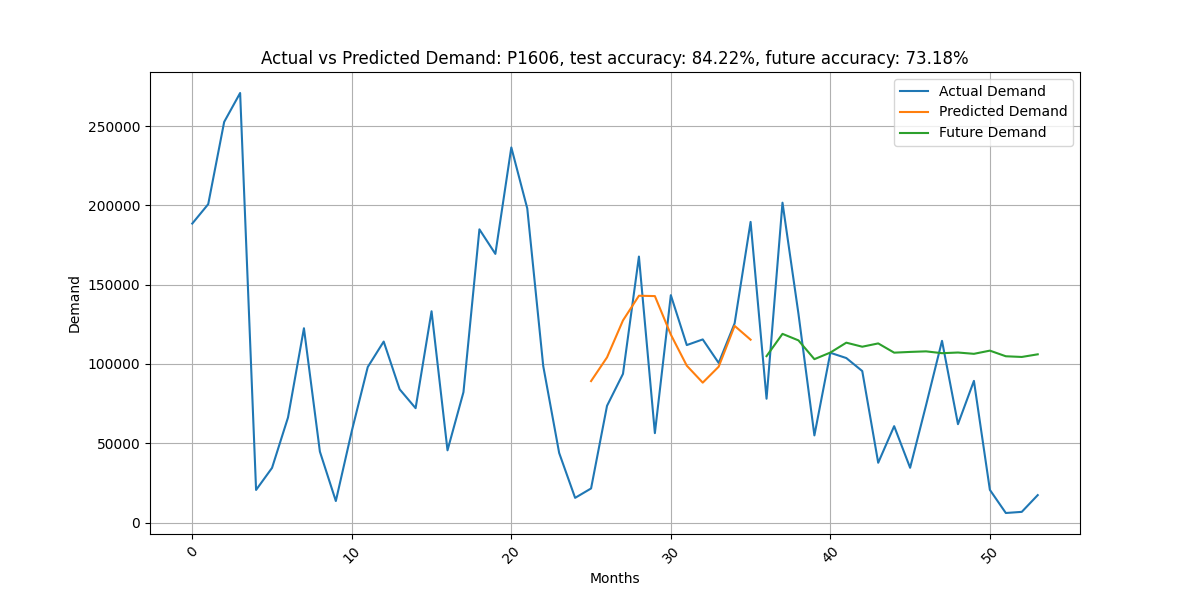 Actual vs Predicted Demand: P1606, test accuracy: 84.22%, future accuracy: 73.18%
Actual Demand
Predicted Demand
Future Demand
250000
200000
150000
100000
50000
0
Demand
0
10
20
30
40
50
Months